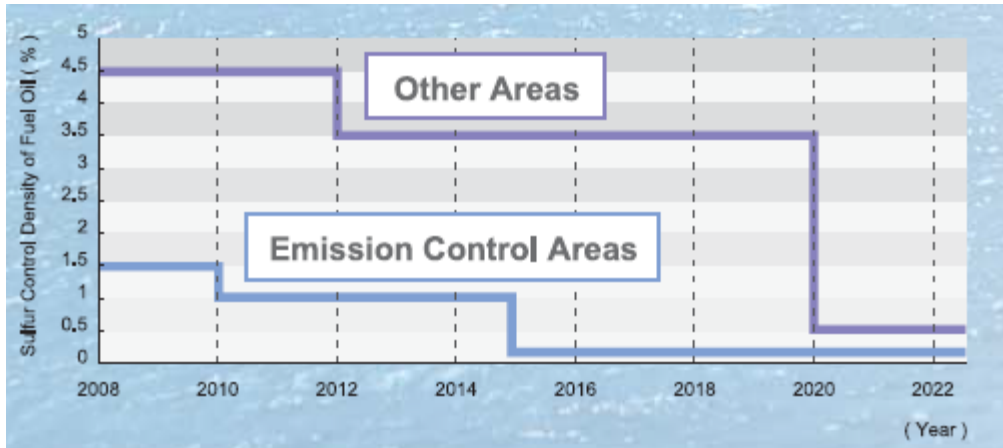 Sulfur Control Density of Fuel Oil ( % )
5
4.5
4
3.5
3
2.5
2
1.5
1
0.5
0
Other Areas
Emission Control Areas
2008 2010 2012 2014 2016 2018 2020 2022
( Year )